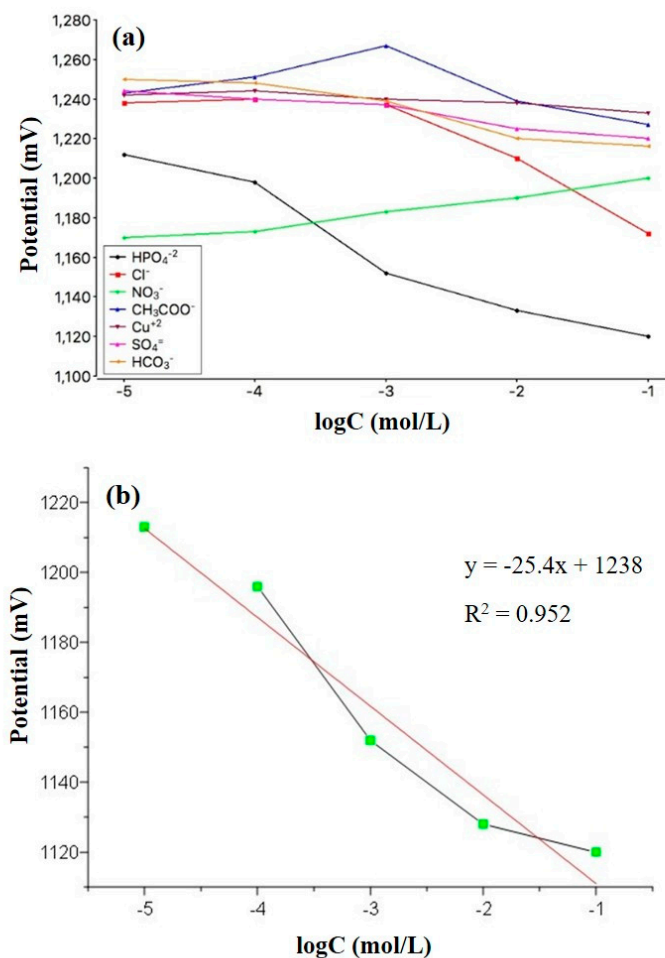 (a)
Potential (mV)
1,280
1,260
1,240
1,220
1,200
1,180
1,160
1,140
1,120
1,100
HPO₄⁻²
Cl⁻
NO₃⁻
CH₃COO⁻
Cu⁺²
SO₄⁼
HCO₃⁻
-5 -4 -3 -2 -1
logC (mol/L)
(b)
Potential (mV)
1220
1200
1180
1160
1140
1120
y = -25.4x + 1238
R² = 0.952
-5 -4 -3 -2 -1
logC (mol/L)